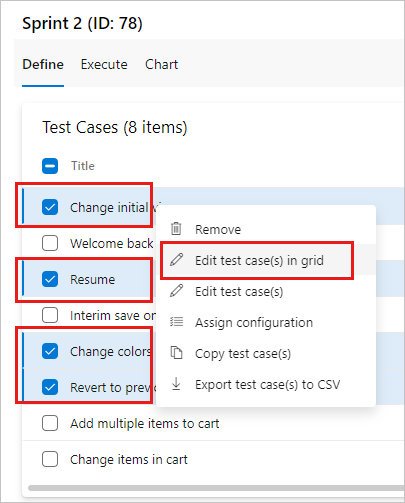 Sprint 2 (ID: 78)
Define Execute Chart
Test Cases (8 items)
Title
Change initial
Welcome back
Resume
Interim save
Change colors
Revert to
Add multiple items to cart
Change items in cart
Remove
Edit test case(s) in grid
Edit test case(s)
Assign configuration
Copy test case(s)
Export test case(s) to CSV